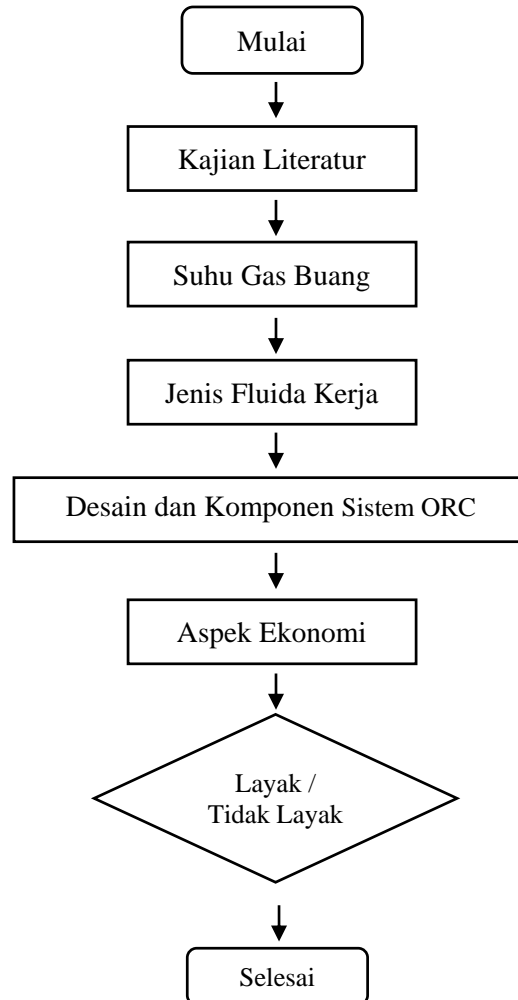 Mulai
Kajian Literatur
Suhu Gas Buang
Jenis Fluida Kerja
Desain dan Komponen Sistem ORC
Aspek Ekonomi
Layak /
Tidak Layak
Selesai